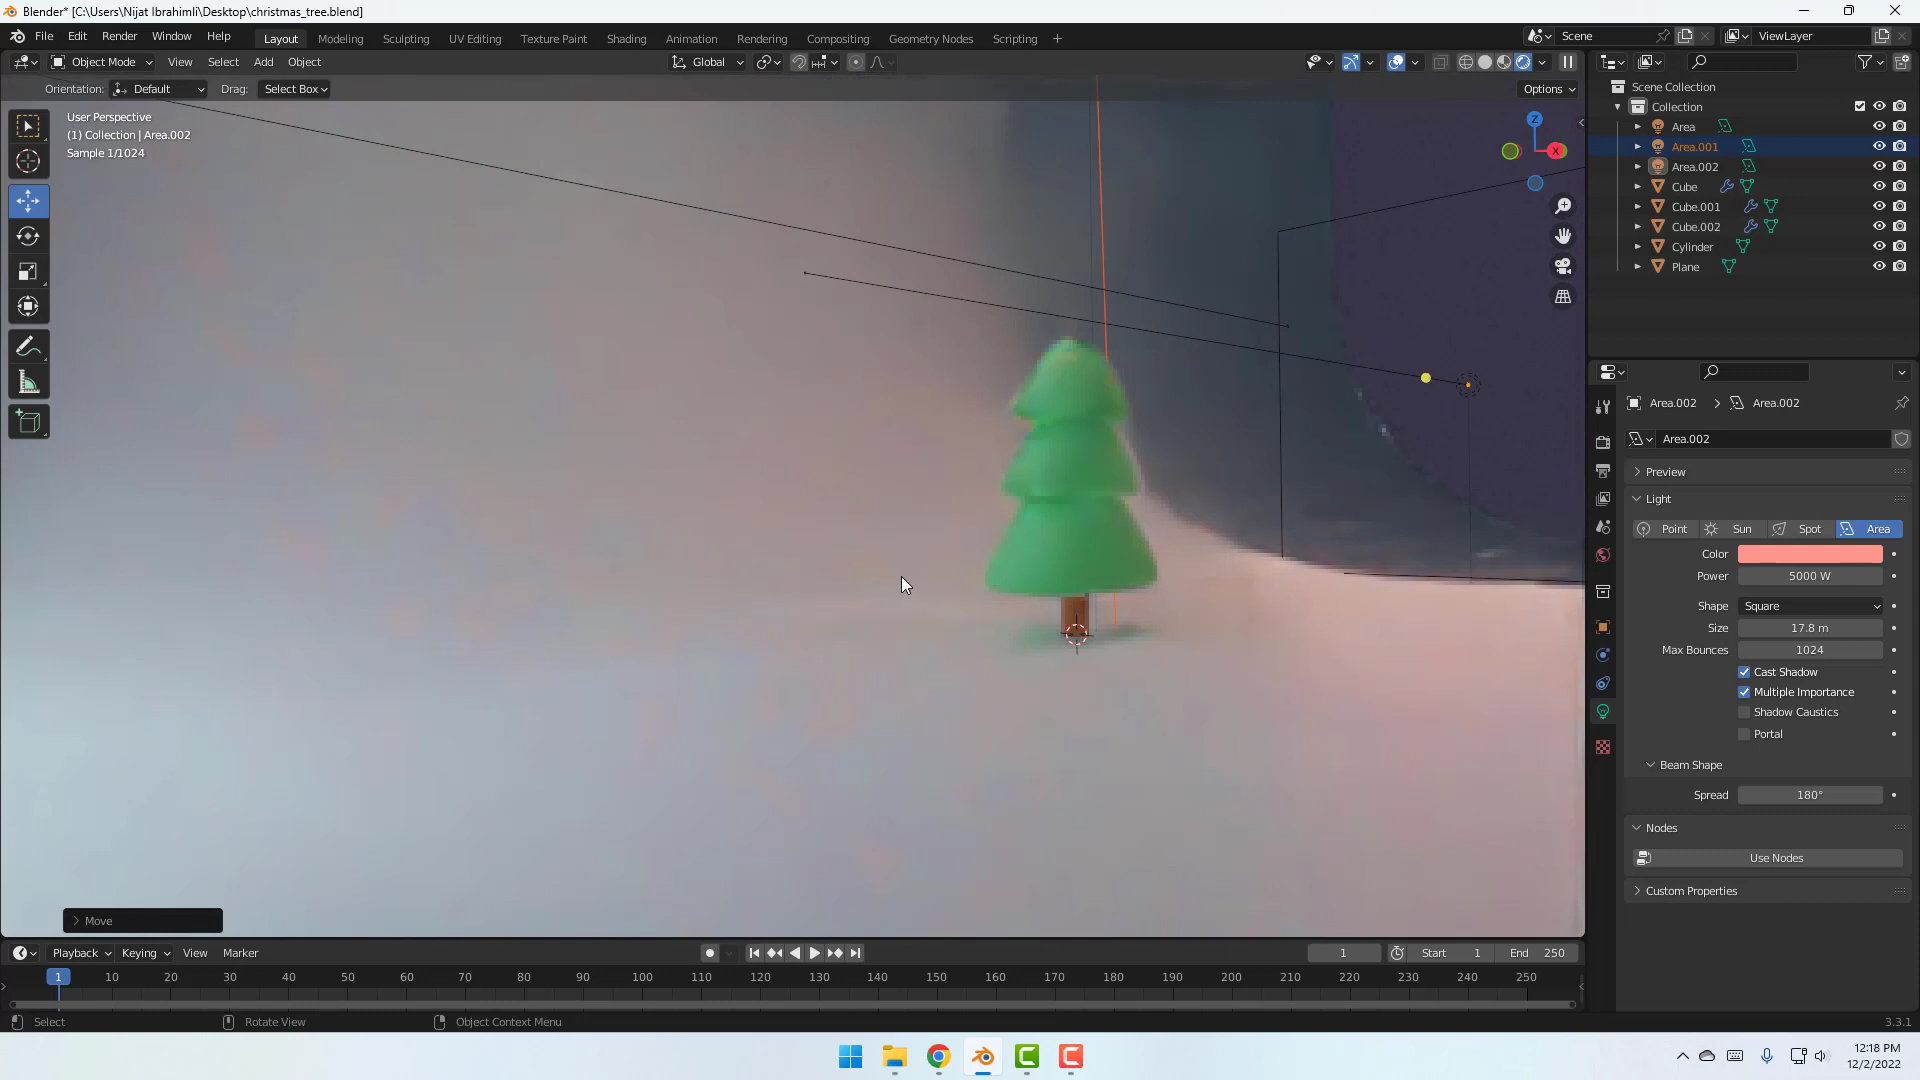 Blender* [C:\Users\Nijat Ibrahimli\Desktop\christmas_tree.blend]
File Edit Render Window Help Layout Modeling Sculpting UV Editing Texture Paint Shading Animation Rendering Compositing Geometry Nodes Scripting + Scene ViewLayer
Object Mode View Select Add Object Global
Orientation: Default Drag: Select Box Options
User Perspective
(1) Collection | Area.002
Sample 1/1024
Z
X
Scene Collection
Collection
Area
Area.001
Area.002
Cube
Cube.001
Cube.002
Cylinder
Plane
Area.002 > Area.002
Area.002
Preview
Light
Point Sun Spot Area
Color
Power 5000 W
Shape Square
Size 17.8 m
Max Bounces 1024
Cast Shadow
Multiple Importance
Shadow Caustics
Portal
Beam Shape
Spread 180°
Nodes
Use Nodes
Custom Properties
> Move
Playback Keying View Marker 1 Start 1 End 250
1 10 20 30 40 50 60 70 80 90 100 110 120 130 140 150 160 170 180 190 200 210 220 230 240 250
Select Rotate View Object Context Menu 3.3.1
12:18 PM
12/2/2022